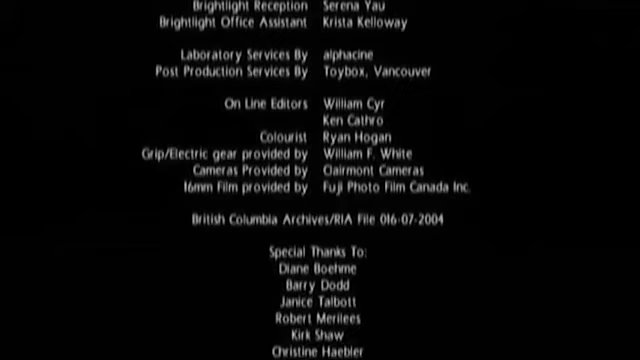 Brightlight Reception Serena Yau
Brightlight Office Assistant Krista Kelloway
Laboratory Services By alphacine
Post Production Services By Toybox, Vancouver
On Line Editors William Cyr
Ken Cathro
Colourist Ryan Hogan
Grip/Electric gear provided by William F. White
Cameras Provided by Clairmont Cameras
16mm Film provided by Fuji Photo Film Canada Inc.
British Columbia Archives/RIA File 016-07-2004
Special Thanks To:
Diane Boehme
Barry Dodd
Janice Talbott
Robert Merilees
Kirk Shaw
Christine Haebler